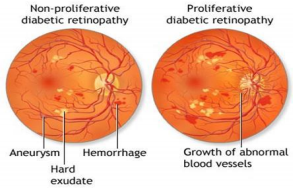 Non-proliferative
diabetic retinopathy
Proliferative
diabetic retinopathy
Aneurysm
Hemorrhage
Hard
exudate
Growth of abnormal
blood vessels